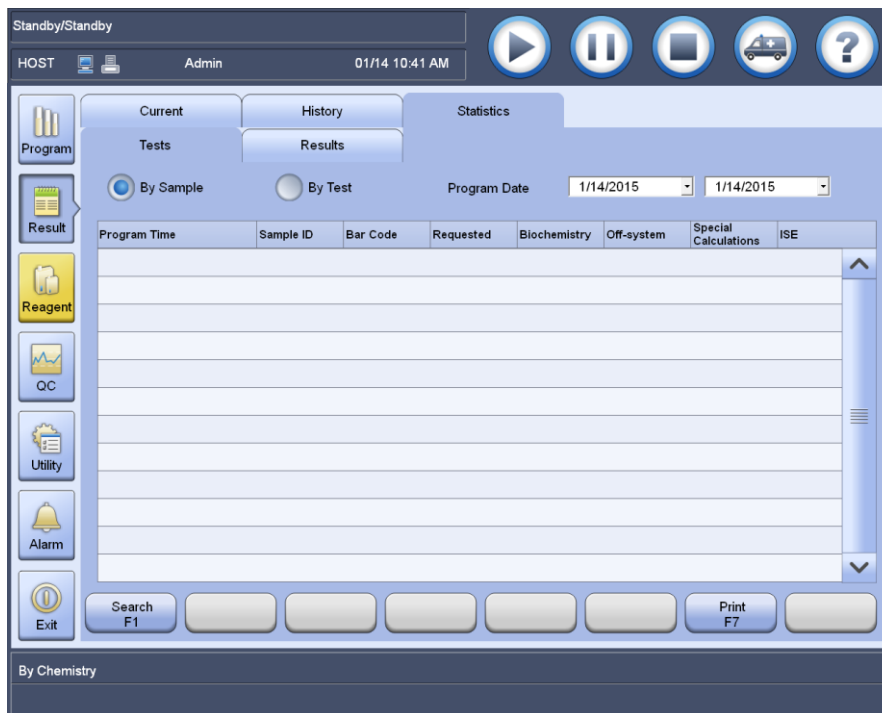 Standby/Standby
HOST Admin 01/14 10:41 AM
?
Current History Statistics
Tests Results
By Sample By Test Program Date 1/14/2015 1/14/2015
Program Time Sample ID Bar Code Requested Biochemistry Off-system Special Calculations ISE
Program
Result
Reagent
QC
Utility
Alarm
Exit
Search
F1
Print
F7
By Chemistry